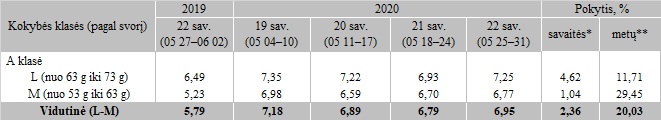 Kokybės klasės (pagal svorį) 2019 2020 Pokytis, %
22 sav. (05 27–06 02) 19 sav. (05 04–10) 20 sav. (05 11–17) 21 sav. (05 18–24) 22 sav. (05 25–31) savaitės* metų**
A klasė
L (nuo 63 g iki 73 g) 6,49 7,35 7,22 6,93 7,25 4,62 11,71
M (nuo 53 g iki 63 g) 5,23 6,98 6,59 6,70 6,77 1,04 29,45
Vidutinė (L-M) 5,79 7,18 6,89 6,79 6,95 2,36 20,03